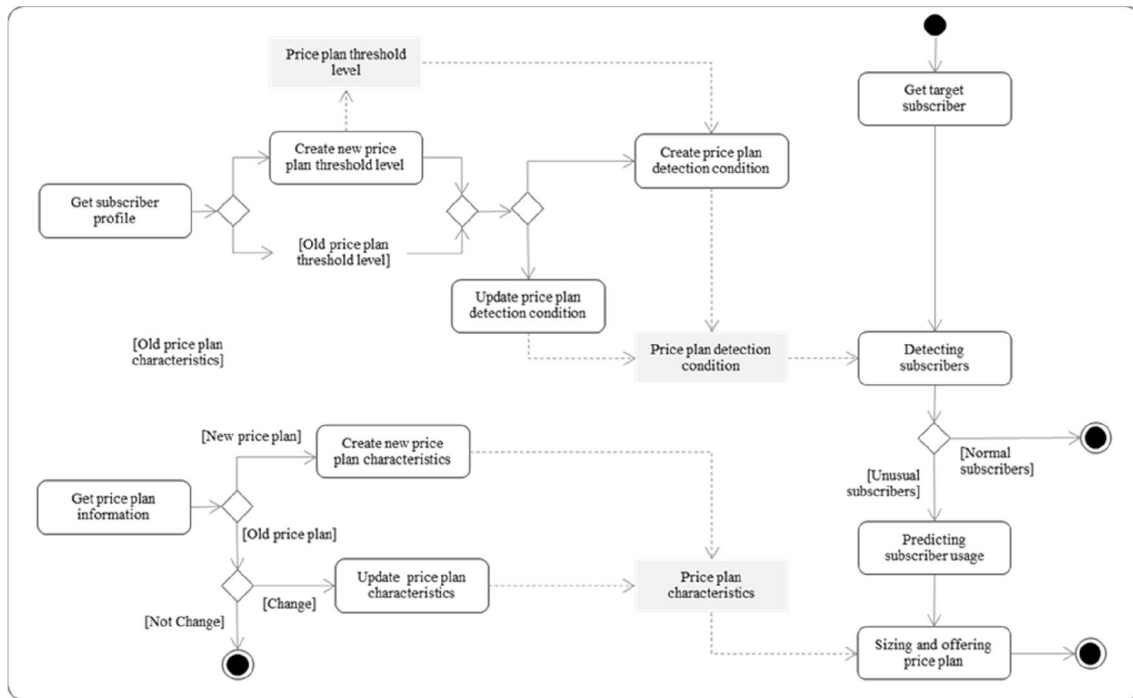 Price plan threshold
level
Get target
subscriber
Create new price
plan threshold level
Create price plan
detection condition
Get subscriber
profile
[Old price plan
threshold level]
Update price plan
detection condition
[Old price plan
characteristics]
Price plan detection
condition
Detecting
subscribers
[New price plan]
Create new price
plan characteristics
[Normal
subscribers]
[Unusual
subscribers]
Get price plan
information
[Old price plan]
Predicting
subscriber usage
Update price plan
characteristics
[Change]
Price plan
characteristics
[Not Change]
Sizing and offering
price plan